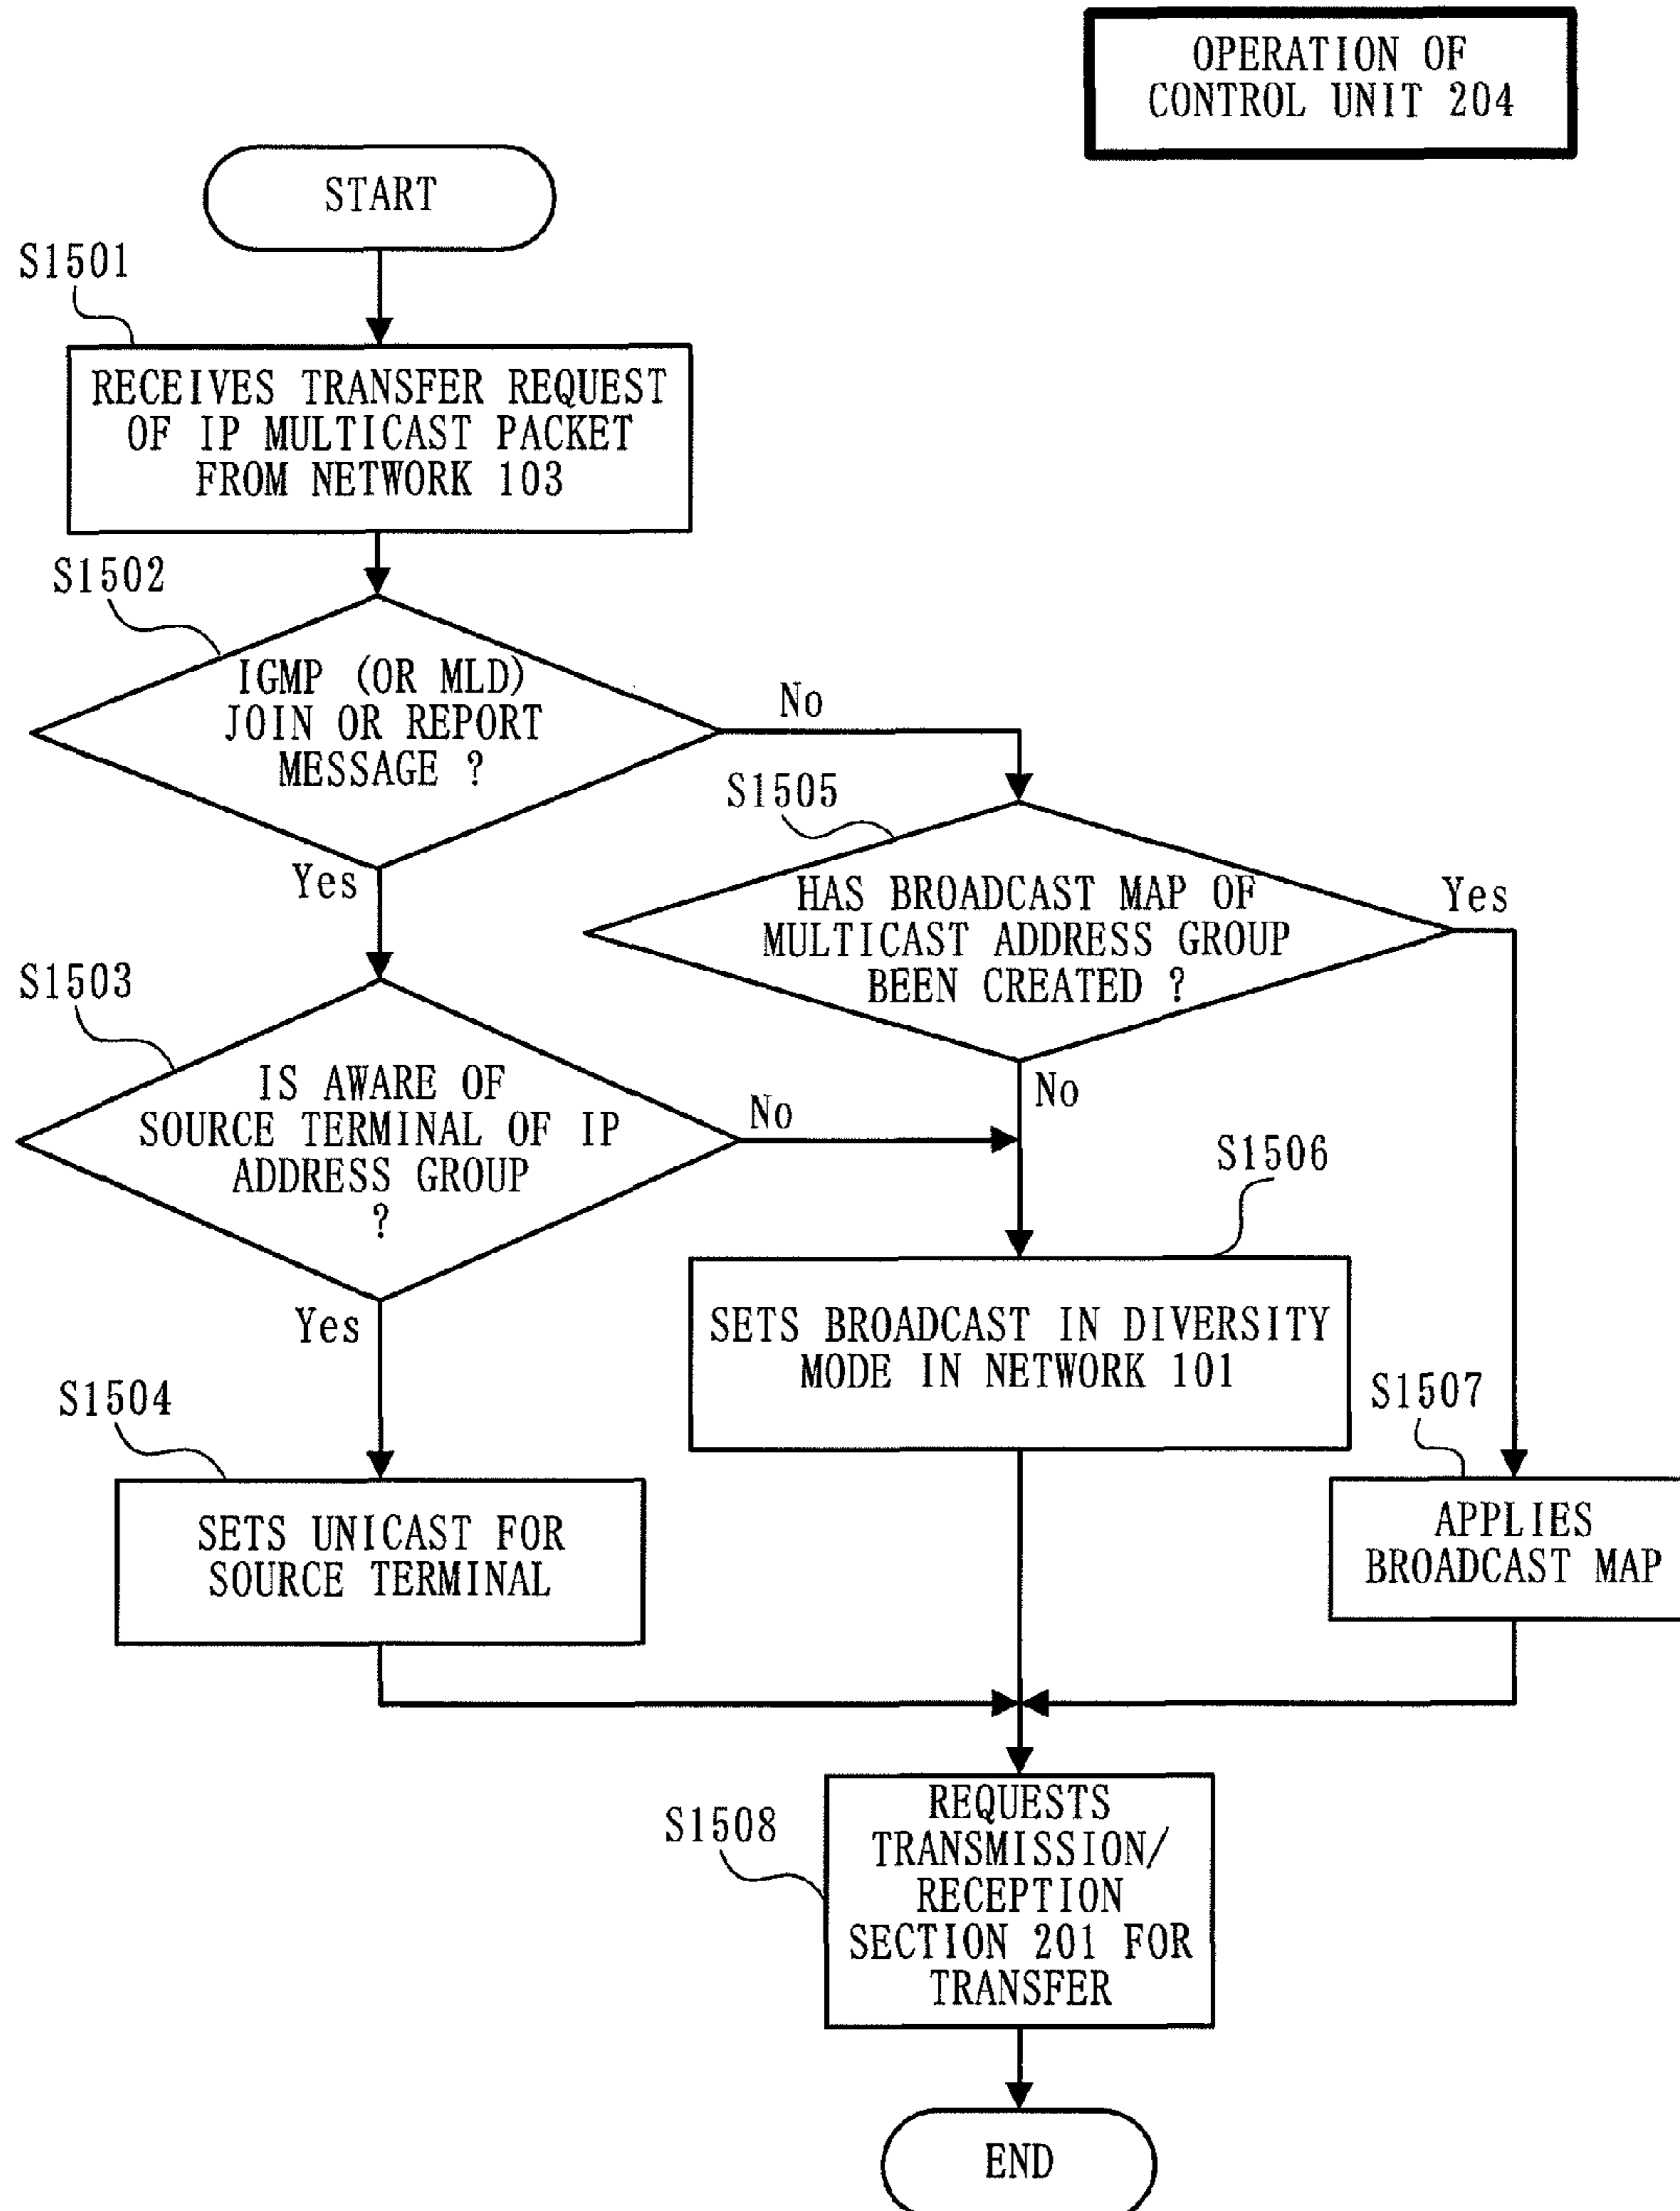 OPERATION OF
CONTROL UNIT 204
START
S1501
RECEIVES TRANSFER REQUEST
OF IP MULTICAST PACKET
FROM NETWORK 103
S1502
IGMP (OR MLD)
JOIN OR REPORT
MESSAGE ?
No
Yes
S1505
HAS BROADCAST MAP OF
MULTICAST ADDRESS GROUP
BEEN CREATED ?
Yes
No
S1503
IS AWARE OF
SOURCE TERMINAL OF IP
ADDRESS GROUP
?
No
Yes
S1506
SETS BROADCAST IN DIVERSITY
MODE IN NETWORK 101
S1504
SETS UNICAST FOR
SOURCE TERMINAL
S1507
APPLIES
BROADCAST MAP
S1508
REQUESTS
TRANSMISSION/
RECEPTION
SECTION 201 FOR
TRANSFER
END